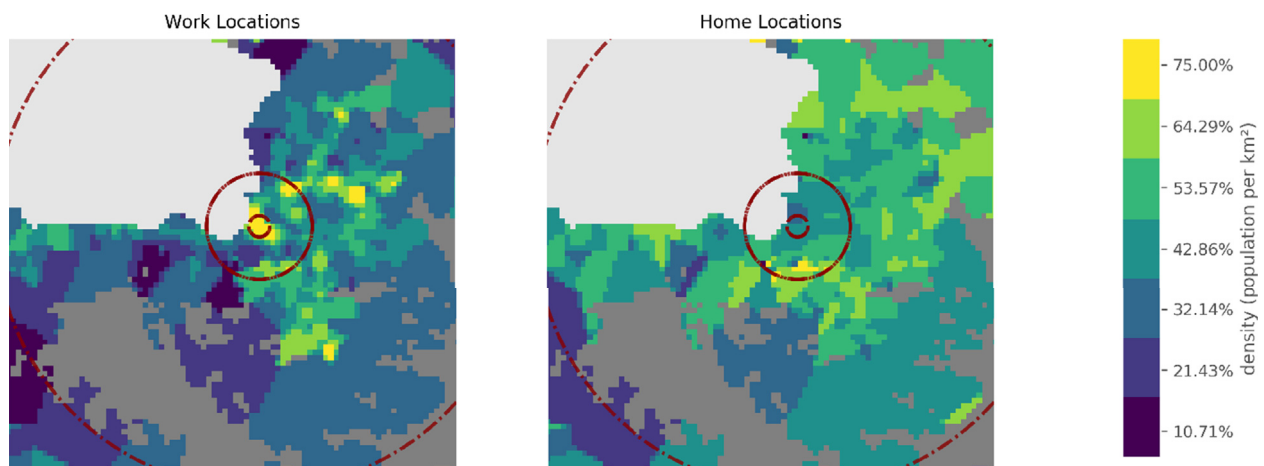 Work Locations
Home Locations
75.00%
64.29%
53.57%
42.86%
32.14%
21.43%
10.71%
density (population per km²)